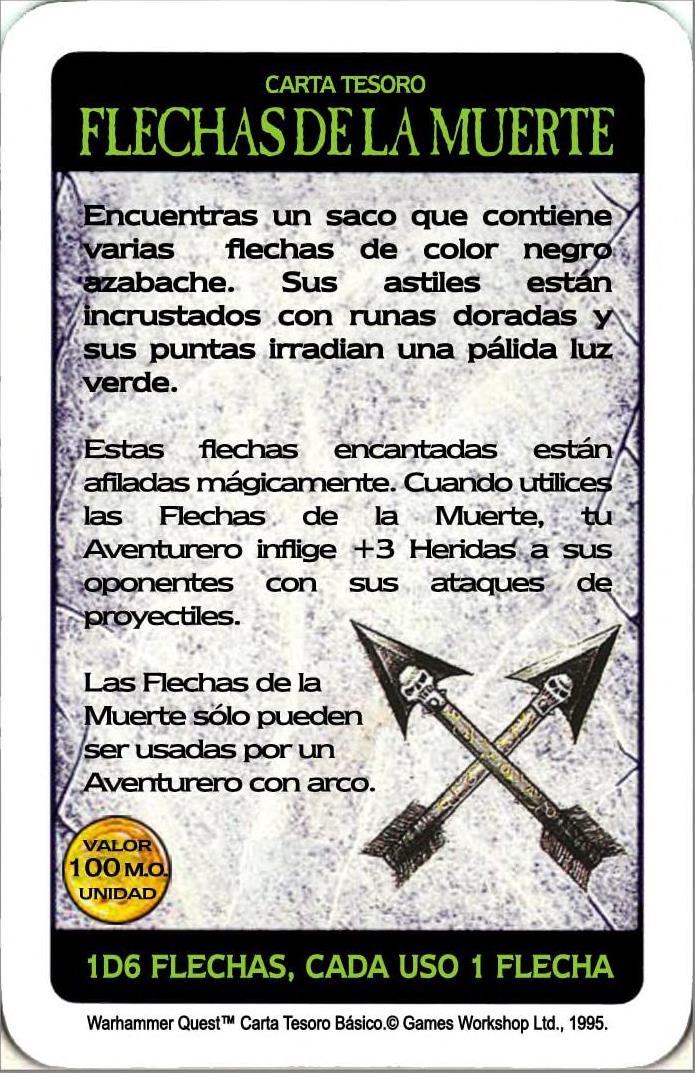 CARTA TESORO
FLECHAS DE LA MUERTE
Encuentras un saco que contiene
varias flechas de color negro
azabache. Sus astiles están
incrustados con runas doradas y
sus puntas irradian una pálida luz
verde.
Estas flechas encantadas están
afiladas mágicamente. Cuando utilices
las Flechas de la Muerte, tu
Aventurero inflige +3 Heridas a sus
oponentes con sus ataques de
proyectiles.
Las Flechas de la
Muerte sólo pueden
ser usadas por un
Aventurero con arco.
VALOR
100 M.O.
UNIDAD
1D6 FLECHAS, CADA USO 1 FLECHA
Warhammer Quest™ Carta Tesoro Básico.© Games Workshop Ltd., 1995.